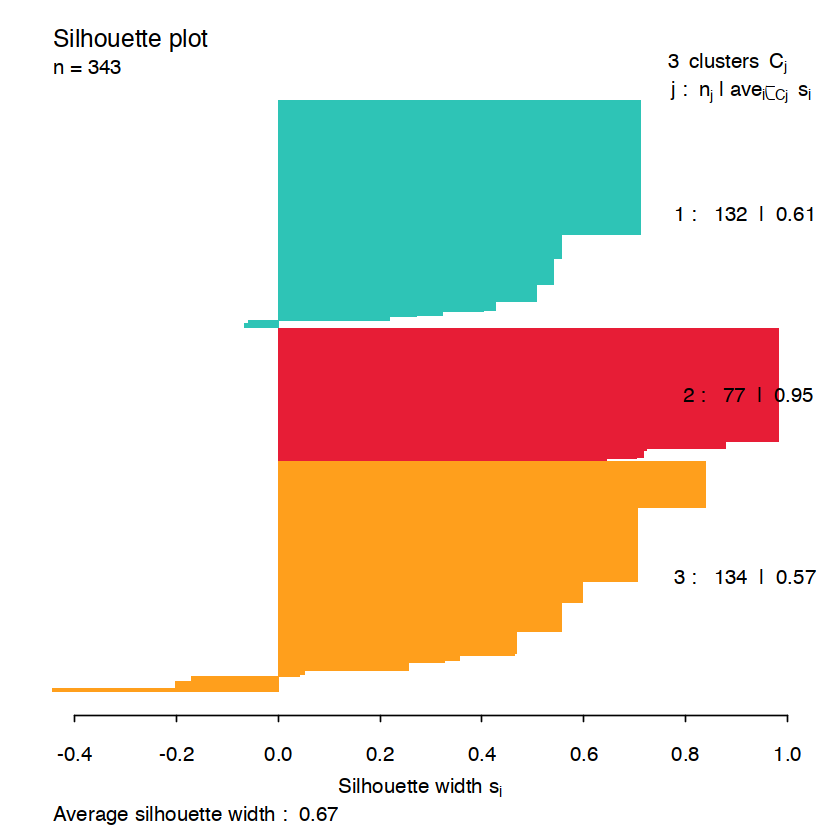 Silhouette plot
n = 343
3 clusters Cj
j : nj | avei∈Cj si
1 : 132 | 0.61
2 : 77 | 0.95
3 : 134 | 0.57
-0.4 -0.2 0.0 0.2 0.4 0.6 0.8 1.0
Silhouette width si
Average silhouette width : 0.67